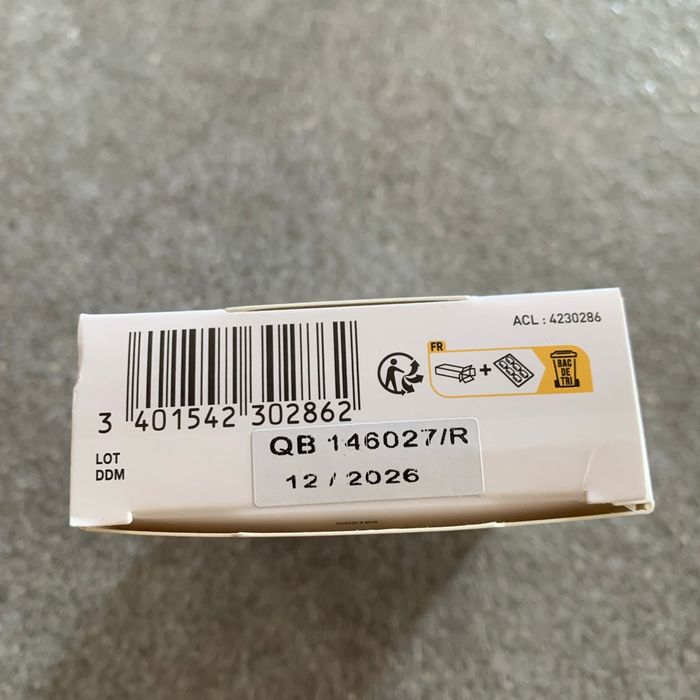 ACL : 4230286
FR
+
BAC
DE
TRI
3 401542 302862
LOT
DDM
QB 146027/R
12 / 2026